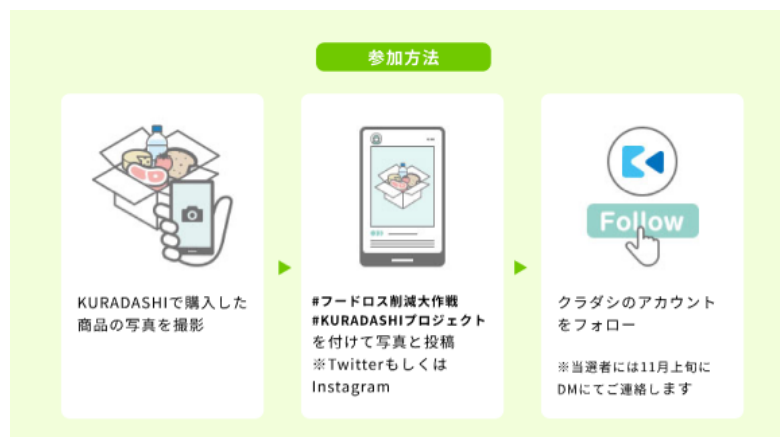 参加方法
KURADASHIで購入した
商品の写真を撮影
#フードロス削減大作戦
#KURADASHIプロジェクト
を付けて写真と投稿
※Twitterもしくは
Instagram
Follow
クラダシのアカウント
をフォロー
※当選者には11月上旬に
DMにてご連絡します